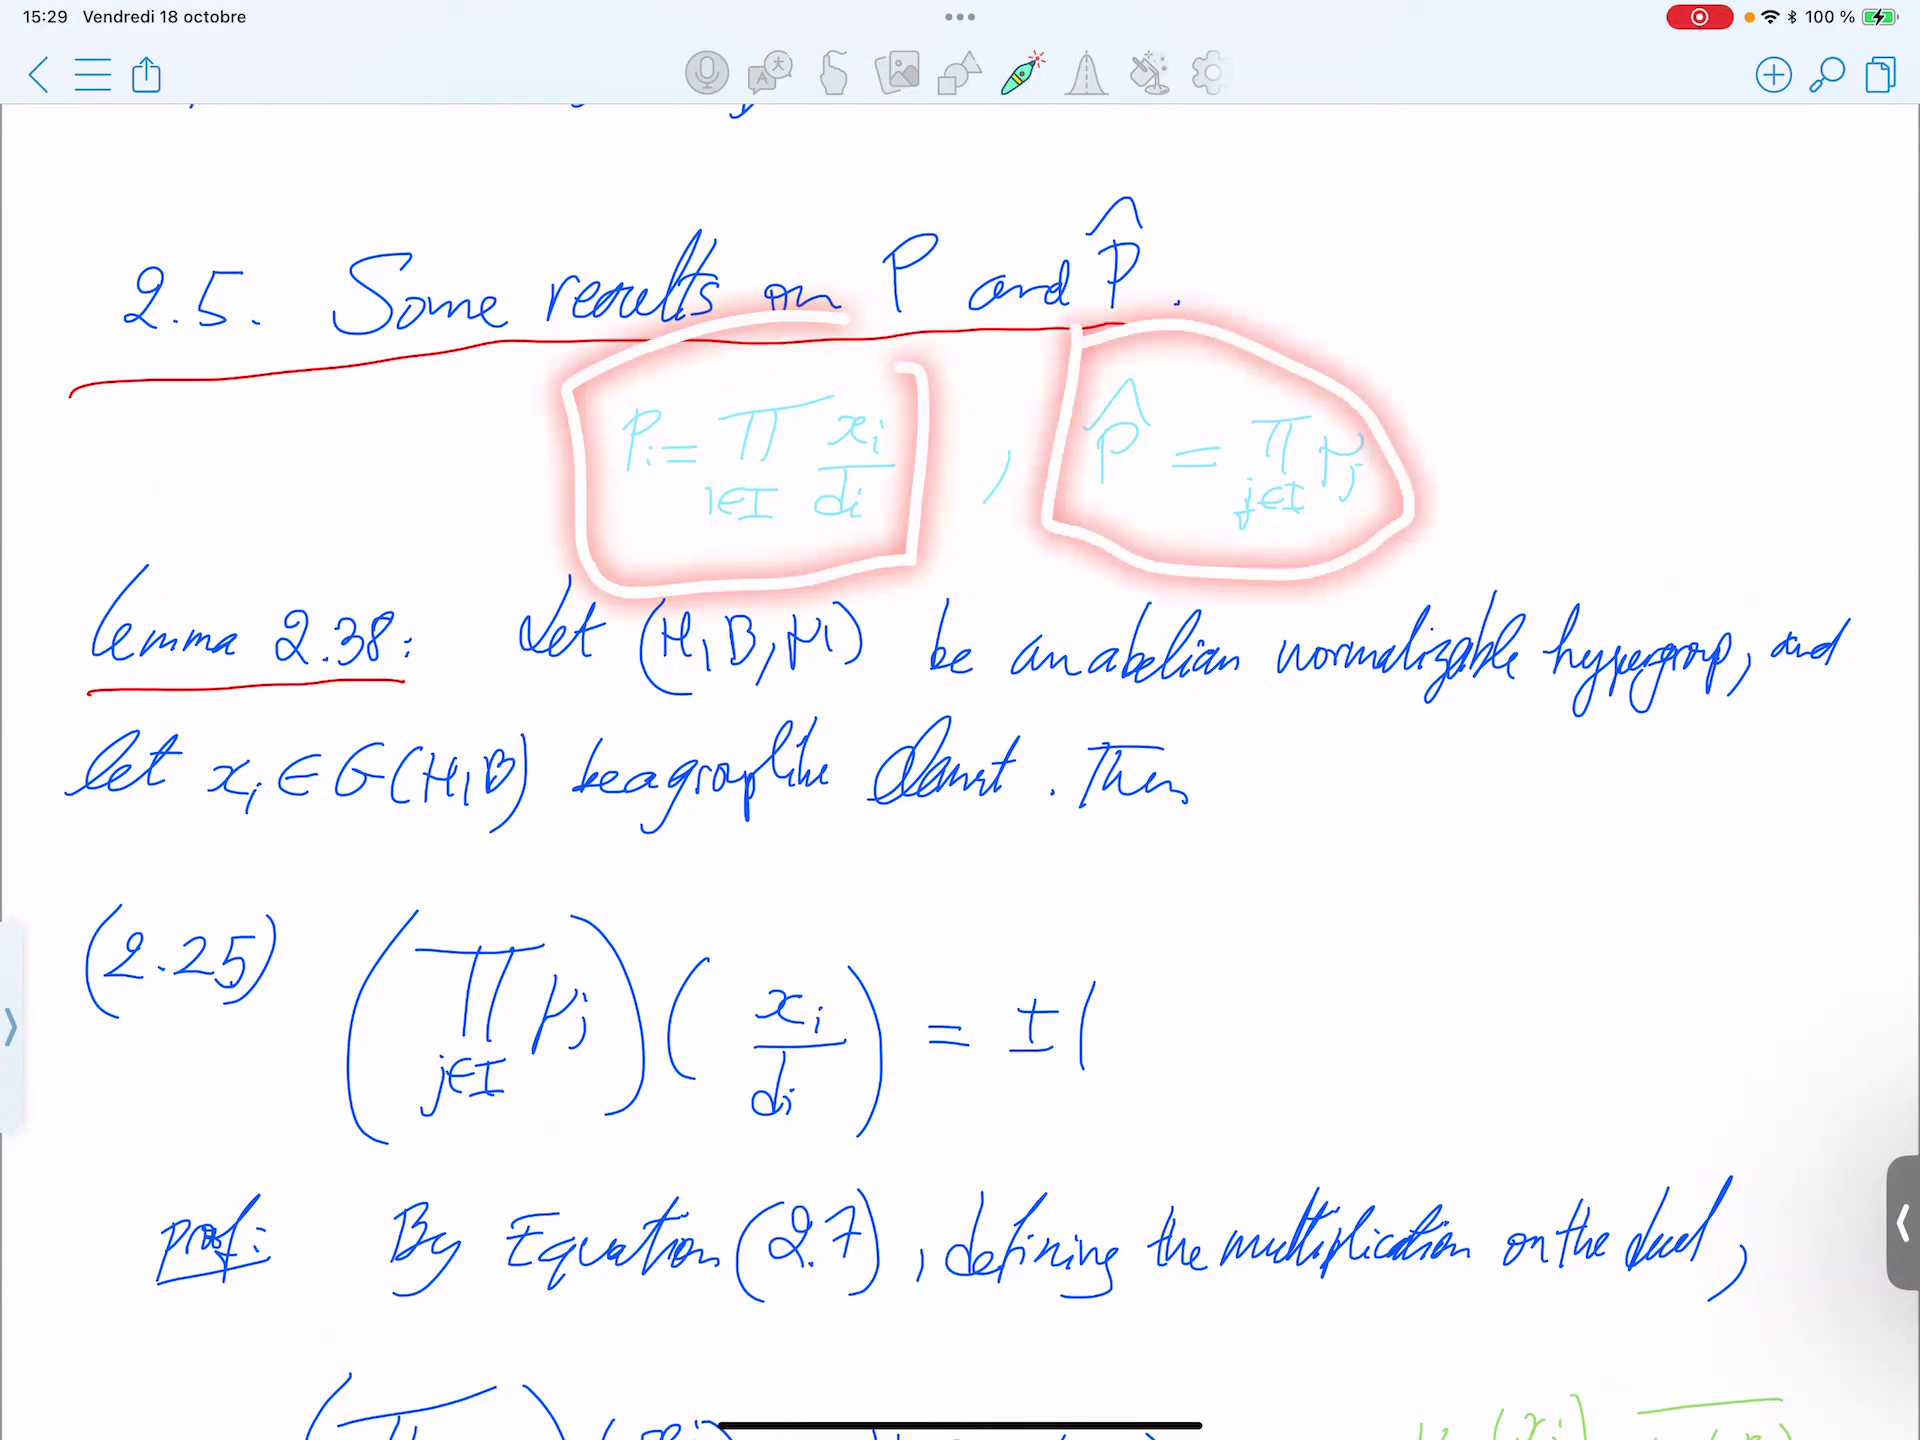 15:29 Vendredi 18 octobre 100 %
2.5. Some results on P and P̂.
P := ∏_{i∈I} x_i/d_i , P̂ = ∏_{j∈I} μ_j
Lemma 2.38: Let (H, B, μ_1) be an abelian normalizable hypergroup, and
let x_i ∈ G(H, B) be a grouplike element. Then
(2.25) (∏_{j∈I} μ_j)(x_i/d_i) = ±1
proof: By Equation (2.7), defining the multiplication on the dual,